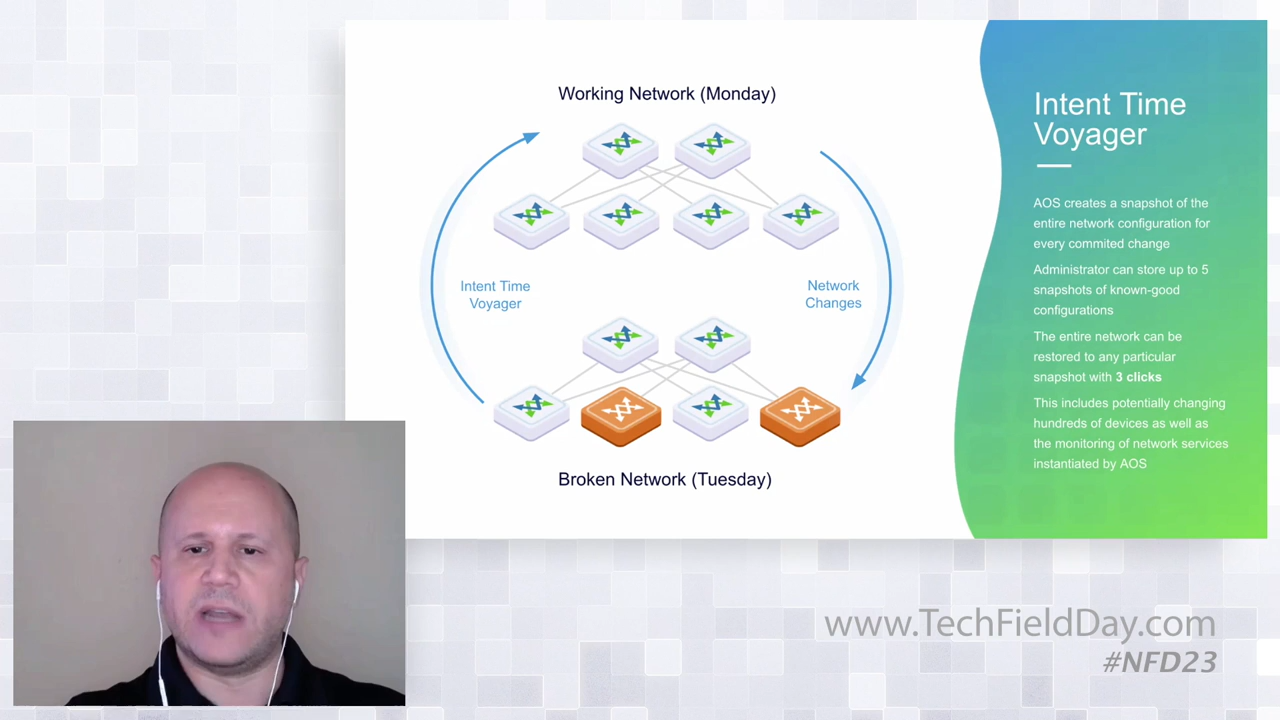 Working Network (Monday)
Intent Time
Voyager
Network
Changes
Broken Network (Tuesday)
Intent Time
Voyager
AOS creates a snapshot of the
entire network configuration for
every commited change
Administrator can store up to 5
snapshots of known-good
configurations
The entire network can be
restored to any particular
snapshot with 3 clicks
This includes potentially changing
hundreds of devices as well as
the monitoring of network services
instantiated by AOS
www.TechFieldDay.com
#NFD23